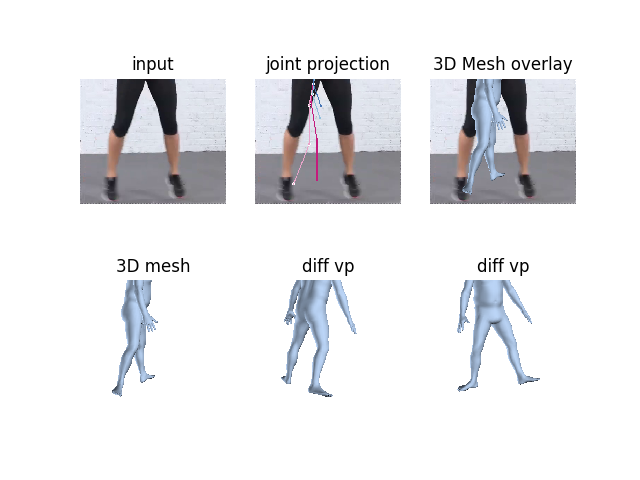 input
joint projection
3D Mesh overlay
3D mesh
diff vp
diff vp